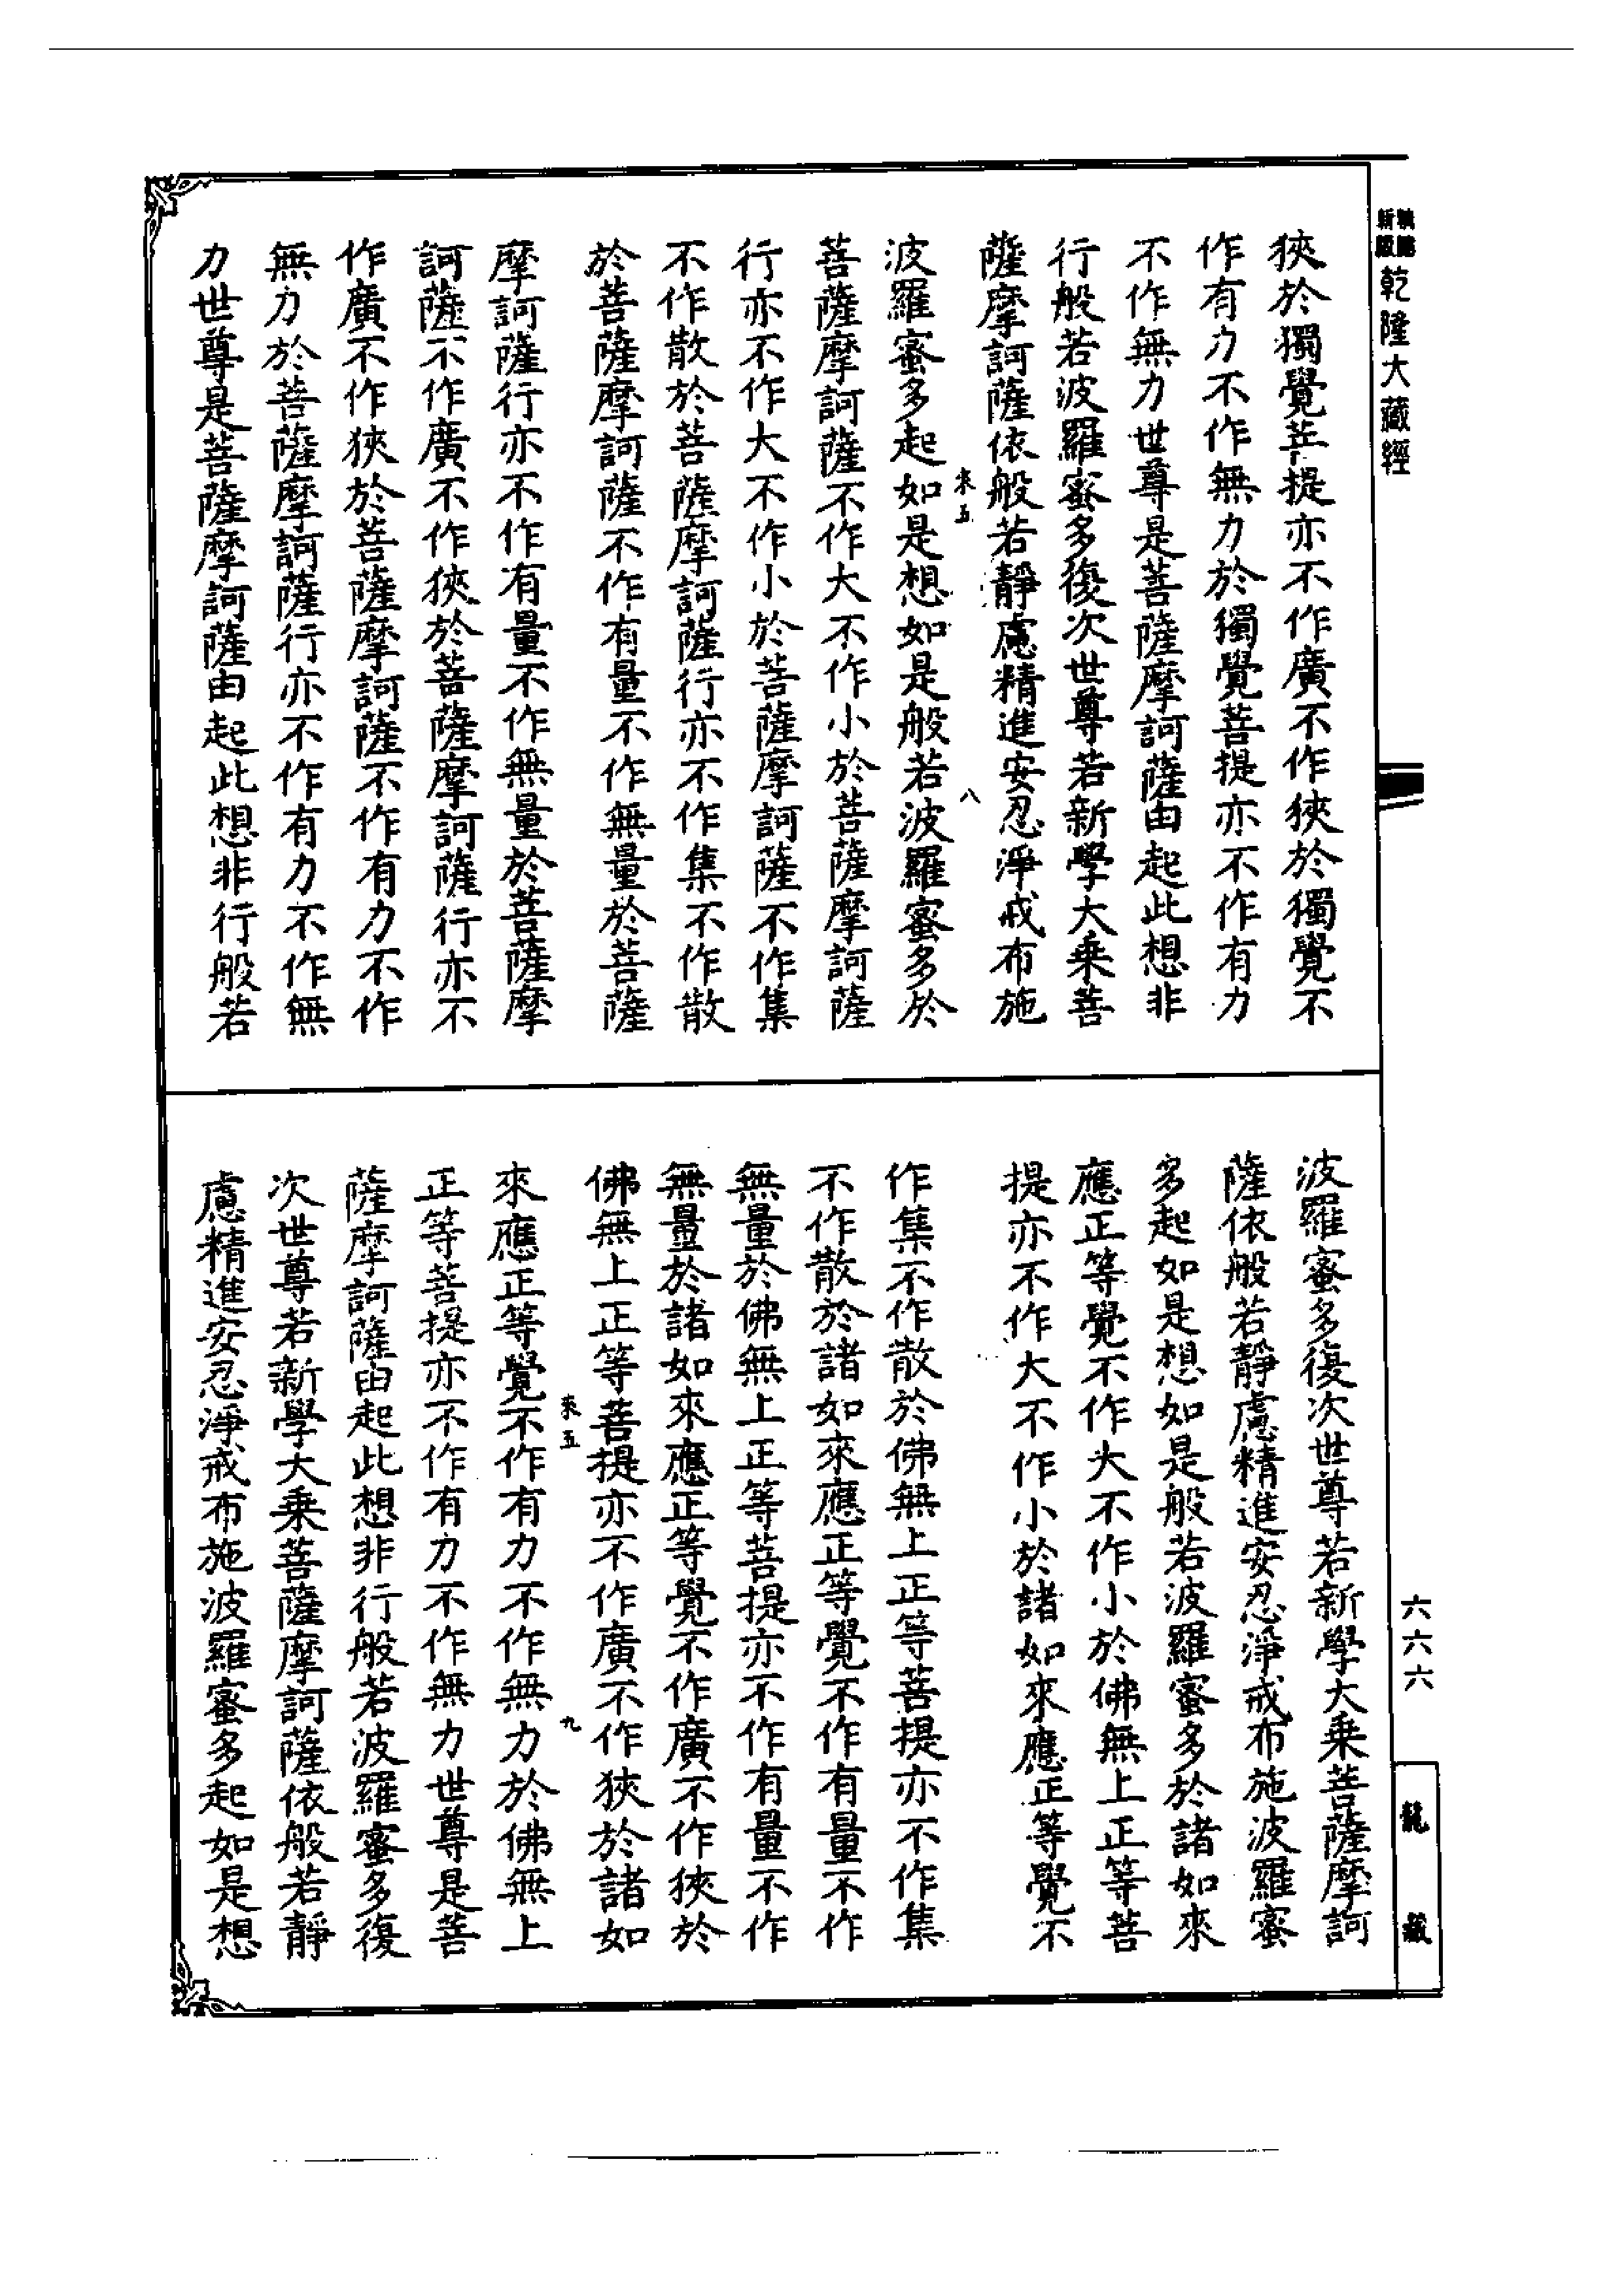 乾隆大藏經
狹於獨覺菩提亦不作廣不作狹於獨覺不
作有力不作無力於獨覺菩提亦不作有力
不作無力世尊是菩薩摩訶薩由起此想非
行般若波羅蜜多復次世尊若新學大乗菩
薩摩訶薩依般若靜慮精進安忍淨戒布施
來五
八
波羅蜜多起如是想如是般若波羅蜜多於
菩薩摩訶薩不作大不作小於菩薩摩訶薩
行亦不作大不作小於菩薩摩訶薩不作集
不作散於菩薩摩訶薩行亦不作集不作散
於菩薩摩訶薩不作有量不作無量於菩薩
摩訶薩行亦不作有量不作無量於菩薩摩
訶薩不作廣不作狹於菩薩摩訶薩行亦不
作廣不作狹於菩薩摩訶薩不作有力不作
無力於菩薩摩訶薩行亦不作有力不作無
力世尊是菩薩摩訶薩由起此想非行般若
波羅蜜多復次世尊若新學大乗菩薩摩訶
薩依般若靜慮精進安忍淨戒布施波羅蜜
多起如是想如是般若波羅蜜多於諸如來
應正等覺不作大不作小於佛無上正等菩
提亦不作大不作小於諸如來應正等覺不
作集不作散於佛無上正等菩提亦不作集
不作散於諸如來應正等覺不作有量不作
無量於佛無上正等菩提亦不作有量不作
無量於諸如來應正等覺不作廣不作狹於
佛無上正等菩提亦不作廣不作狹於諸如
來五
九
來應正等覺不作有力不作無力於佛無上
正等菩提亦不作有力不作無力世尊是菩
薩摩訶薩由起此想非行般若波羅蜜多復
次世尊若新學大乗菩薩摩訶薩依般若靜
慮精進安忍淨戒布施波羅蜜多起如是想
六六六
龍藏